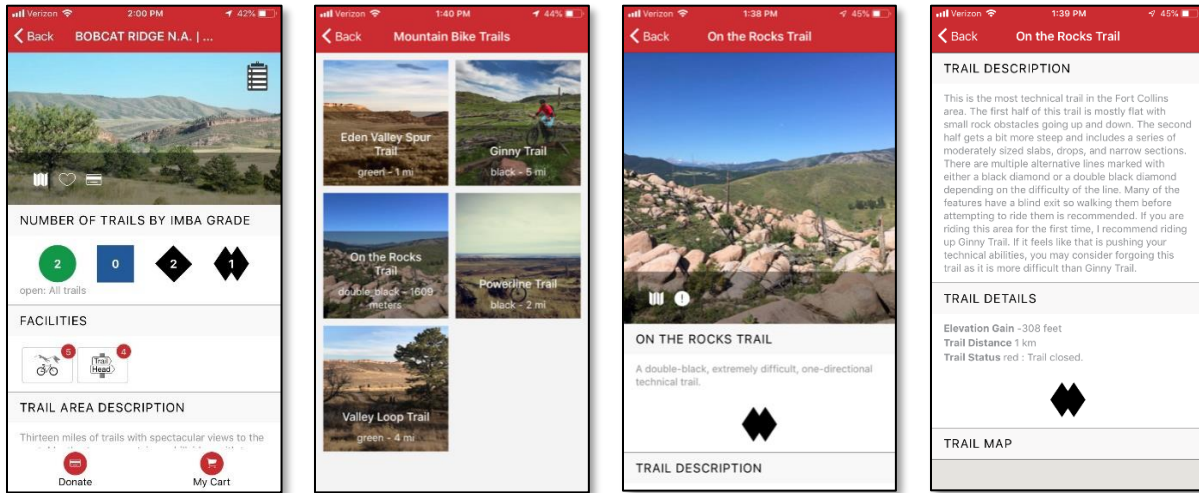 Verizon 2:00 PM 42%
Back BOBCAT RIDGE N.A. | ...
NUMBER OF TRAILS BY IMBA GRADE
2 0 2 1
open: All trails
FACILITIES
5 4
Trail
Head
TRAIL AREA DESCRIPTION
Thirteen miles of trails with spectacular views to the
Donate My Cart
Verizon 1:40 PM 44%
Back Mountain Bike Trails
Eden Valley Spur
Trail
green - 1 mi
Ginny Trail
black - 5 mi
On the Rocks
Trail
double_black - 1609
meters
Powerline Trail
black - 2 mi
Valley Loop Trail
green - 4 mi
Verizon 1:38 PM 45%
Back On the Rocks Trail
ON THE ROCKS TRAIL
A double-black, extremely difficult, one-directional
technical trail.
TRAIL DESCRIPTION
Verizon 1:39 PM 45%
Back On the Rocks Trail
TRAIL DESCRIPTION
This is the most technical trail in the Fort Collins
area. The first half of this trail is mostly flat with
small rock obstacles going up and down. The second
half gets a bit more steep and includes a series of
moderately sized slabs, drops, and narrow sections.
There are multiple alternative lines marked with
either a black diamond or a double black diamond
depending on the difficulty of the line. Many of the
features have a blind exit so walking them before
attempting to ride them is recommended. If you are
riding this area for the first time, I recommend riding
up Ginny Trail. If it feels like that is pushing your
technical abilities, you may consider forgoing this
trail as it is more difficult than Ginny Trail.
TRAIL DETAILS
Elevation Gain -308 feet
Trail Distance 1 km
Trail Status red : Trail closed.
TRAIL MAP